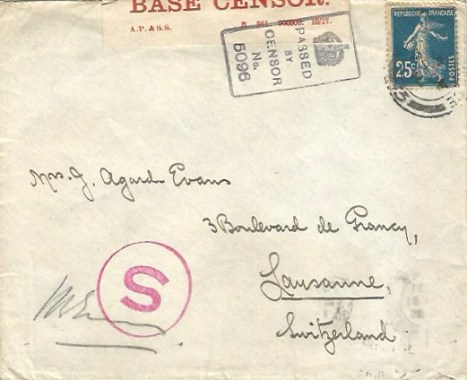 BASE CENSOR.
A.P. & S.S.
PASSED
BY
CENSOR
No.
5096
REPUBLIQUE FRANÇAISE
25c
POSTES
Mrs. G. Agard Evans
3 Boulevard de Grancy,
Lausanne,
Switzerland
S